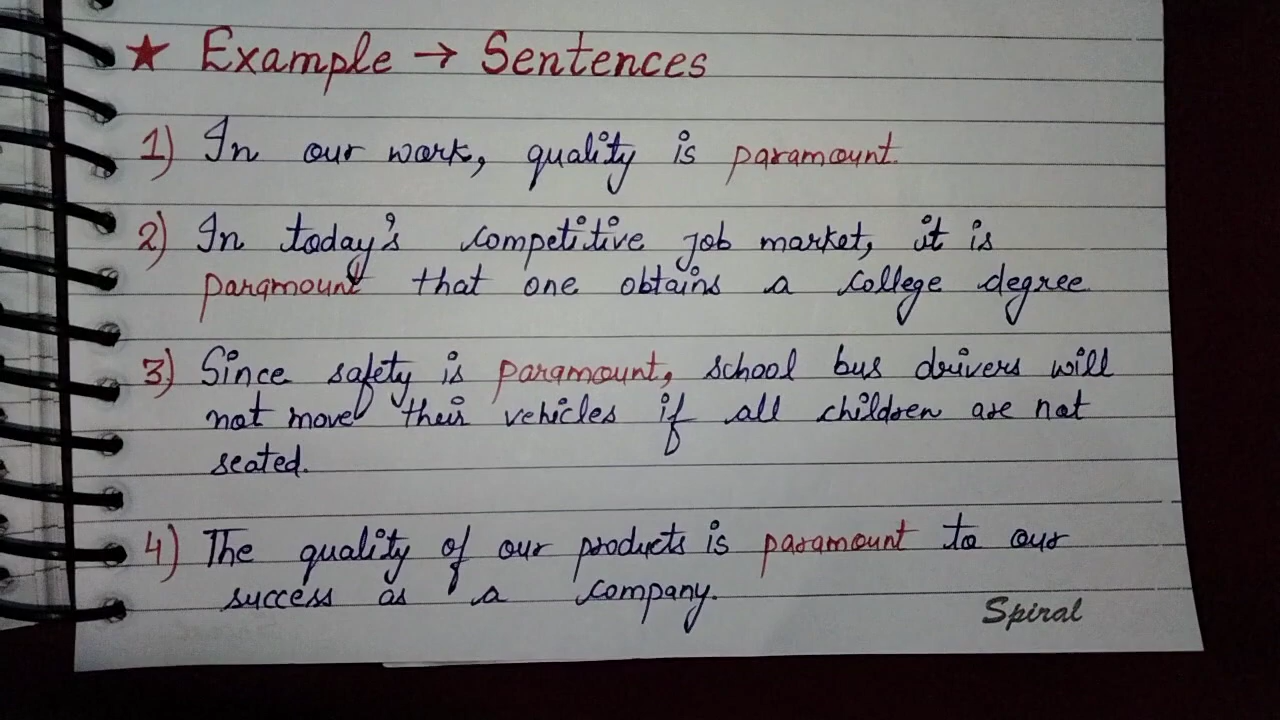 ★ Example → Sentences
1) In our work, quality is paramount.
2) In today's competitive job market, it is
paramount that one obtains a college degree
3) Since safety is paramount, school bus drivers will
not move their vehicles if all children are not
seated.
4) The quality of our products is paramount to our
success as a company.
Spiral